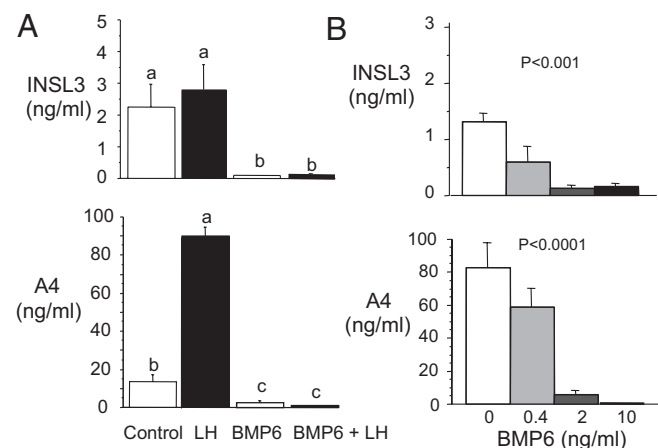 A
INSL3
(ng/ml)
5
4
3
2
1
0
a
a
b
b
A4
(ng/ml)
100
80
60
40
20
0
b
a
c
c
Control LH BMP6 BMP6 + LH
B
INSL3
(ng/ml)
3
2
1
0
P<0.001
A4
(ng/ml)
80
60
40
20
0
P<0.0001
0 0.4 2 10
BMP6 (ng/ml)